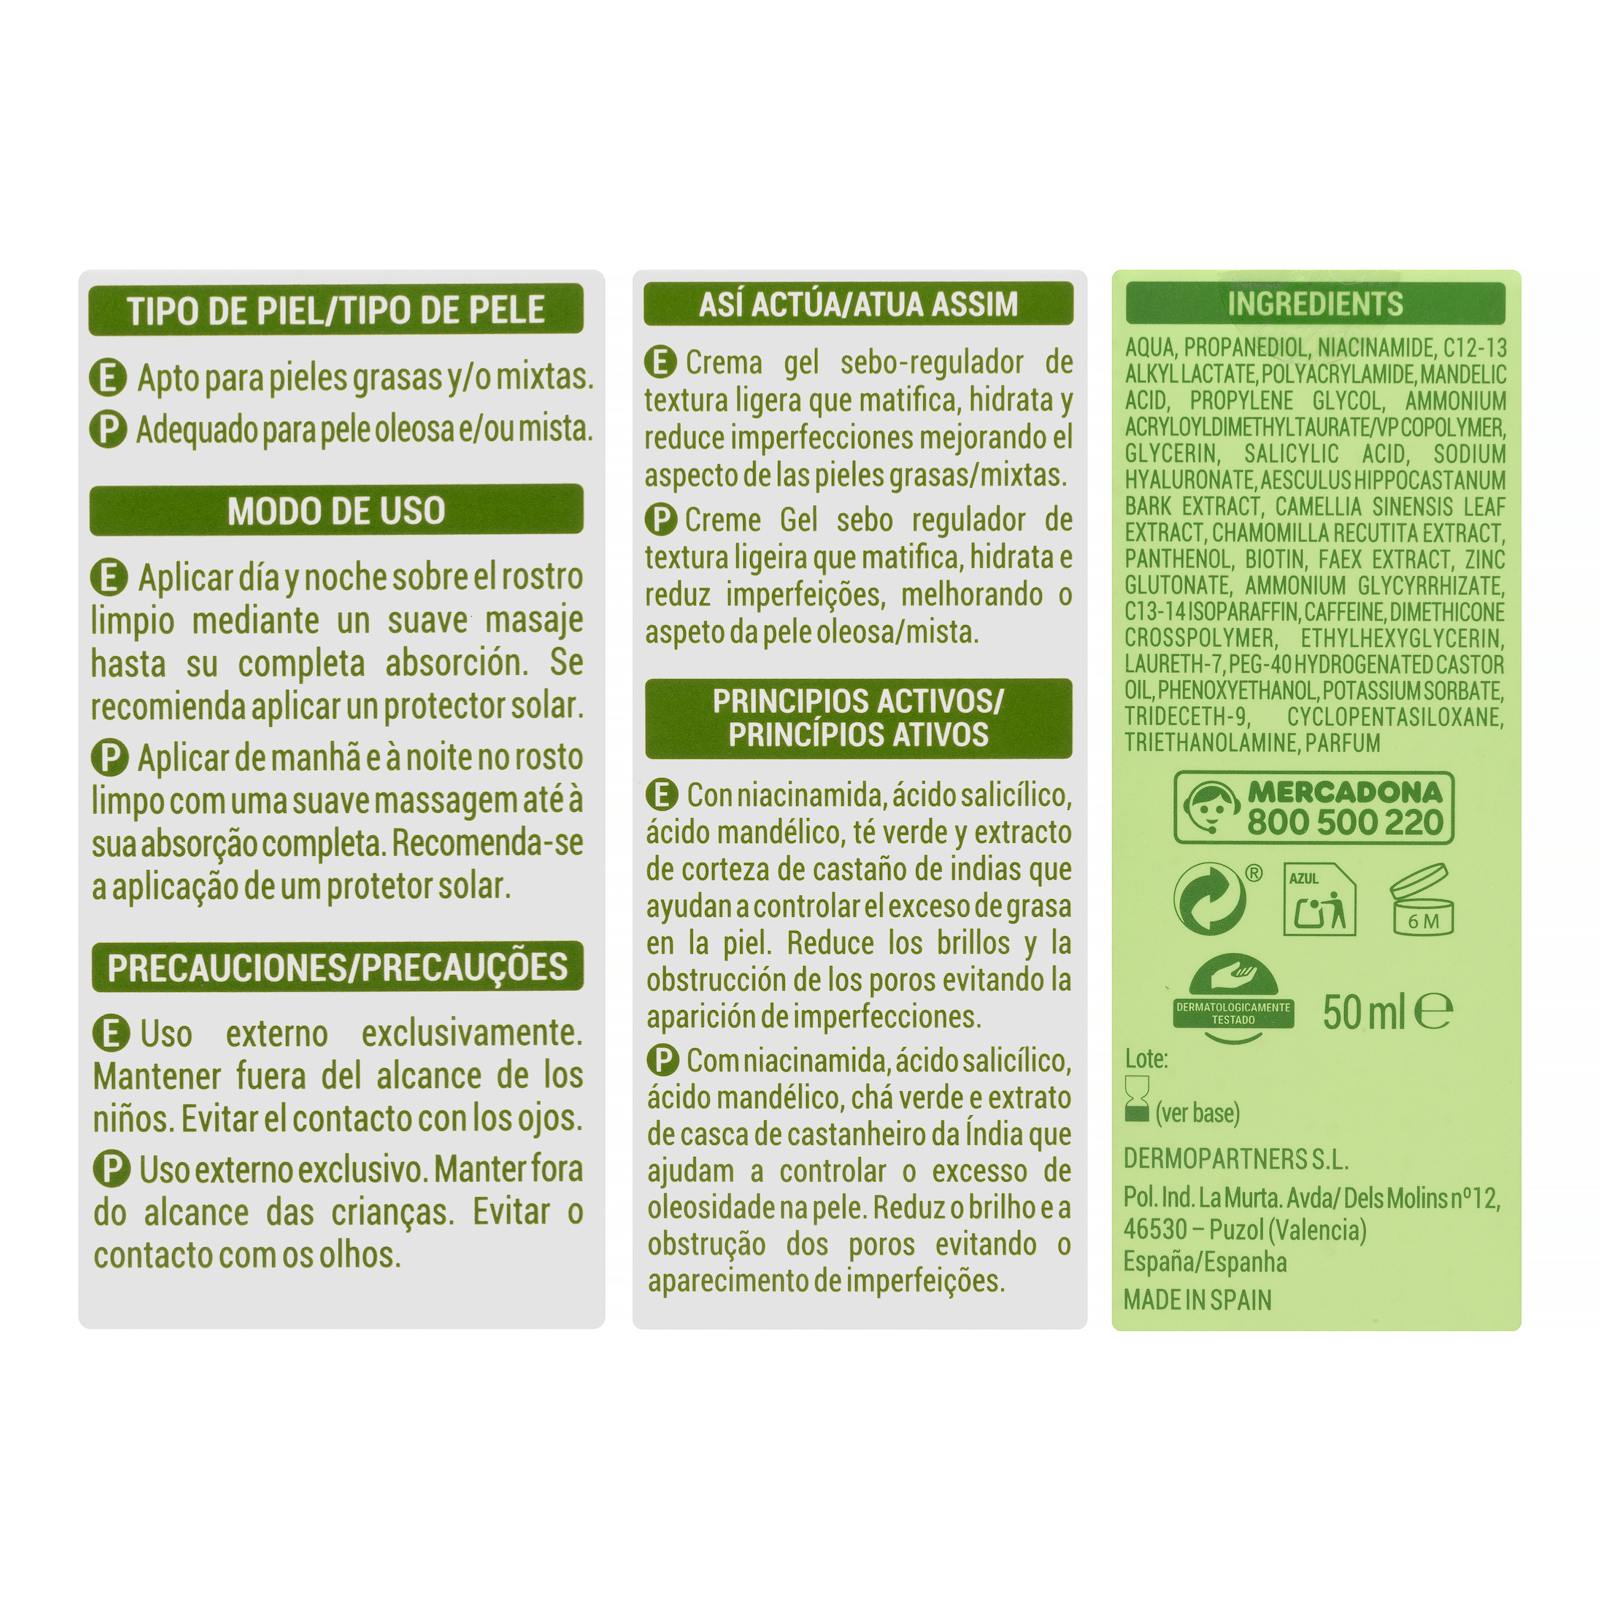 TIPO DE PIEL/TIPO DE PELE
E Apto para pieles grasas y/o mixtas.
P Adequado para pele oleosa e/ou mista.
MODO DE USO
E Aplicar día y noche sobre el rostro
limpio mediante un suave masaje
hasta su completa absorción. Se
recomienda aplicar un protector solar.
P Aplicar de manhã e à noite no rosto
limpo com uma suave massagem até à
sua absorção completa. Recomenda-se
a aplicação de um protetor solar.
PRECAUCIONES/PRECAUÇÕES
E Uso externo exclusivamente.
Mantener fuera del alcance de los
niños. Evitar el contacto con los ojos.
P Uso externo exclusivo. Manter fora
do alcance das crianças. Evitar o
contacto com os olhos.
ASÍ ACTÚA/ATUA ASSIM
E Crema gel sebo-regulador de
textura ligera que matifica, hidrata y
reduce imperfecciones mejorando el
aspecto de las pieles grasas/mixtas.
P Creme Gel sebo regulador de
textura ligeira que matifica, hidrata e
reduz imperfeições, melhorando o
aspeto da pele oleosa/mista.
PRINCIPIOS ACTIVOS/
PRINCÍPIOS ATIVOS
E Con niacinamida, ácido salicílico,
ácido mandélico, té verde y extracto
de corteza de castaño de indias que
ayudan a controlar el exceso de grasa
en la piel. Reduce los brillos y la
obstrucción de los poros evitando la
aparición de imperfecciones.
P Com niacinamida, ácido salicílico,
ácido mandélico, chá verde e extrato
de casca de castanheiro da Índia que
ajudam a controlar o excesso de
oleosidade na pele. Reduz o brilho e a
obstrução dos poros evitando o
aparecimento de imperfeições.
INGREDIENTS
AQUA, PROPANEDIOL, NIACINAMIDE, C12-13
ALKYL LACTATE, POLYACRYLAMIDE, MANDELIC
ACID, PROPYLENE GLYCOL, AMMONIUM
ACRYLOYLDIMETHYLTAURATE/VP COPOLYMER,
GLYCERIN, SALICYLIC ACID, SODIUM
HYALURONATE, AESCULUS HIPPOCASTANUM
BARK EXTRACT, CAMELLIA SINENSIS LEAF
EXTRACT, CHAMOMILLA RECUTITA EXTRACT,
PANTHENOL, BIOTIN, FAEX EXTRACT, ZINC
GLUTONATE, AMMONIUM GLYCYRRHIZATE,
C13-14 ISOPARAFFIN, CAFFEINE, DIMETHICONE
CROSSPOLYMER, ETHYLHEXYGLYCERIN,
LAURETH-7, PEG-40 HYDROGENATED CASTOR
OIL, PHENOXYETHANOL, POTASSIUM SORBATE,
TRIDECETH-9, CYCLOPENTASILOXANE,
TRIETHANOLAMINE, PARFUM
MERCADONA
800 500 220
®
AZUL
6 M
DERMATOLOGICAMENTE
TESTADO
50 ml ℮
Lote:
(ver base)
DERMOPARTNERS S.L.
Pol. Ind. La Murta. Avda/ Dels Molins nº12,
46530 – Puzol (Valencia)
España/Espanha
MADE IN SPAIN